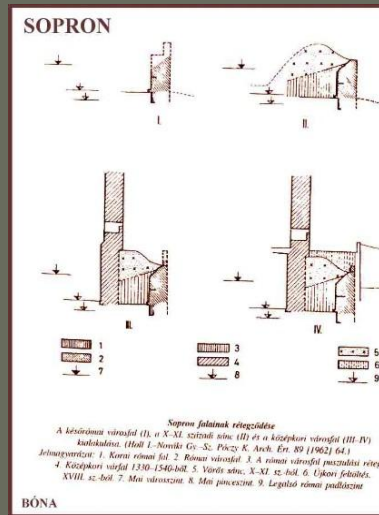 SOPRON
I.
II.
III.
IV.
1
2
7
3
4
8
5
6
9
Sopron falainak rétegződése
A későrómai városfal (I), a X–XI. századi sánc (II) és a középkori városfal (III–IV)
kialakulása. (Holl I.–Nováki Gy.–Sz. Póczy K. Arch. Ért. 89 [1962] 64.)
Jelmagyarázat: 1. Korai római fal. 2. Római városfal. 3. A római városfal pusztulási réteg
4. Középkori várfal 1330–1540-ből. 5. Vörös sánc, X–XI. sz.-ból. 6. Újkori feltöltés.
XVIII. sz.-ból. 7. Mai városszint. 8. Mai pinceszint. 9. Legalsó római padlószint
BÓNA